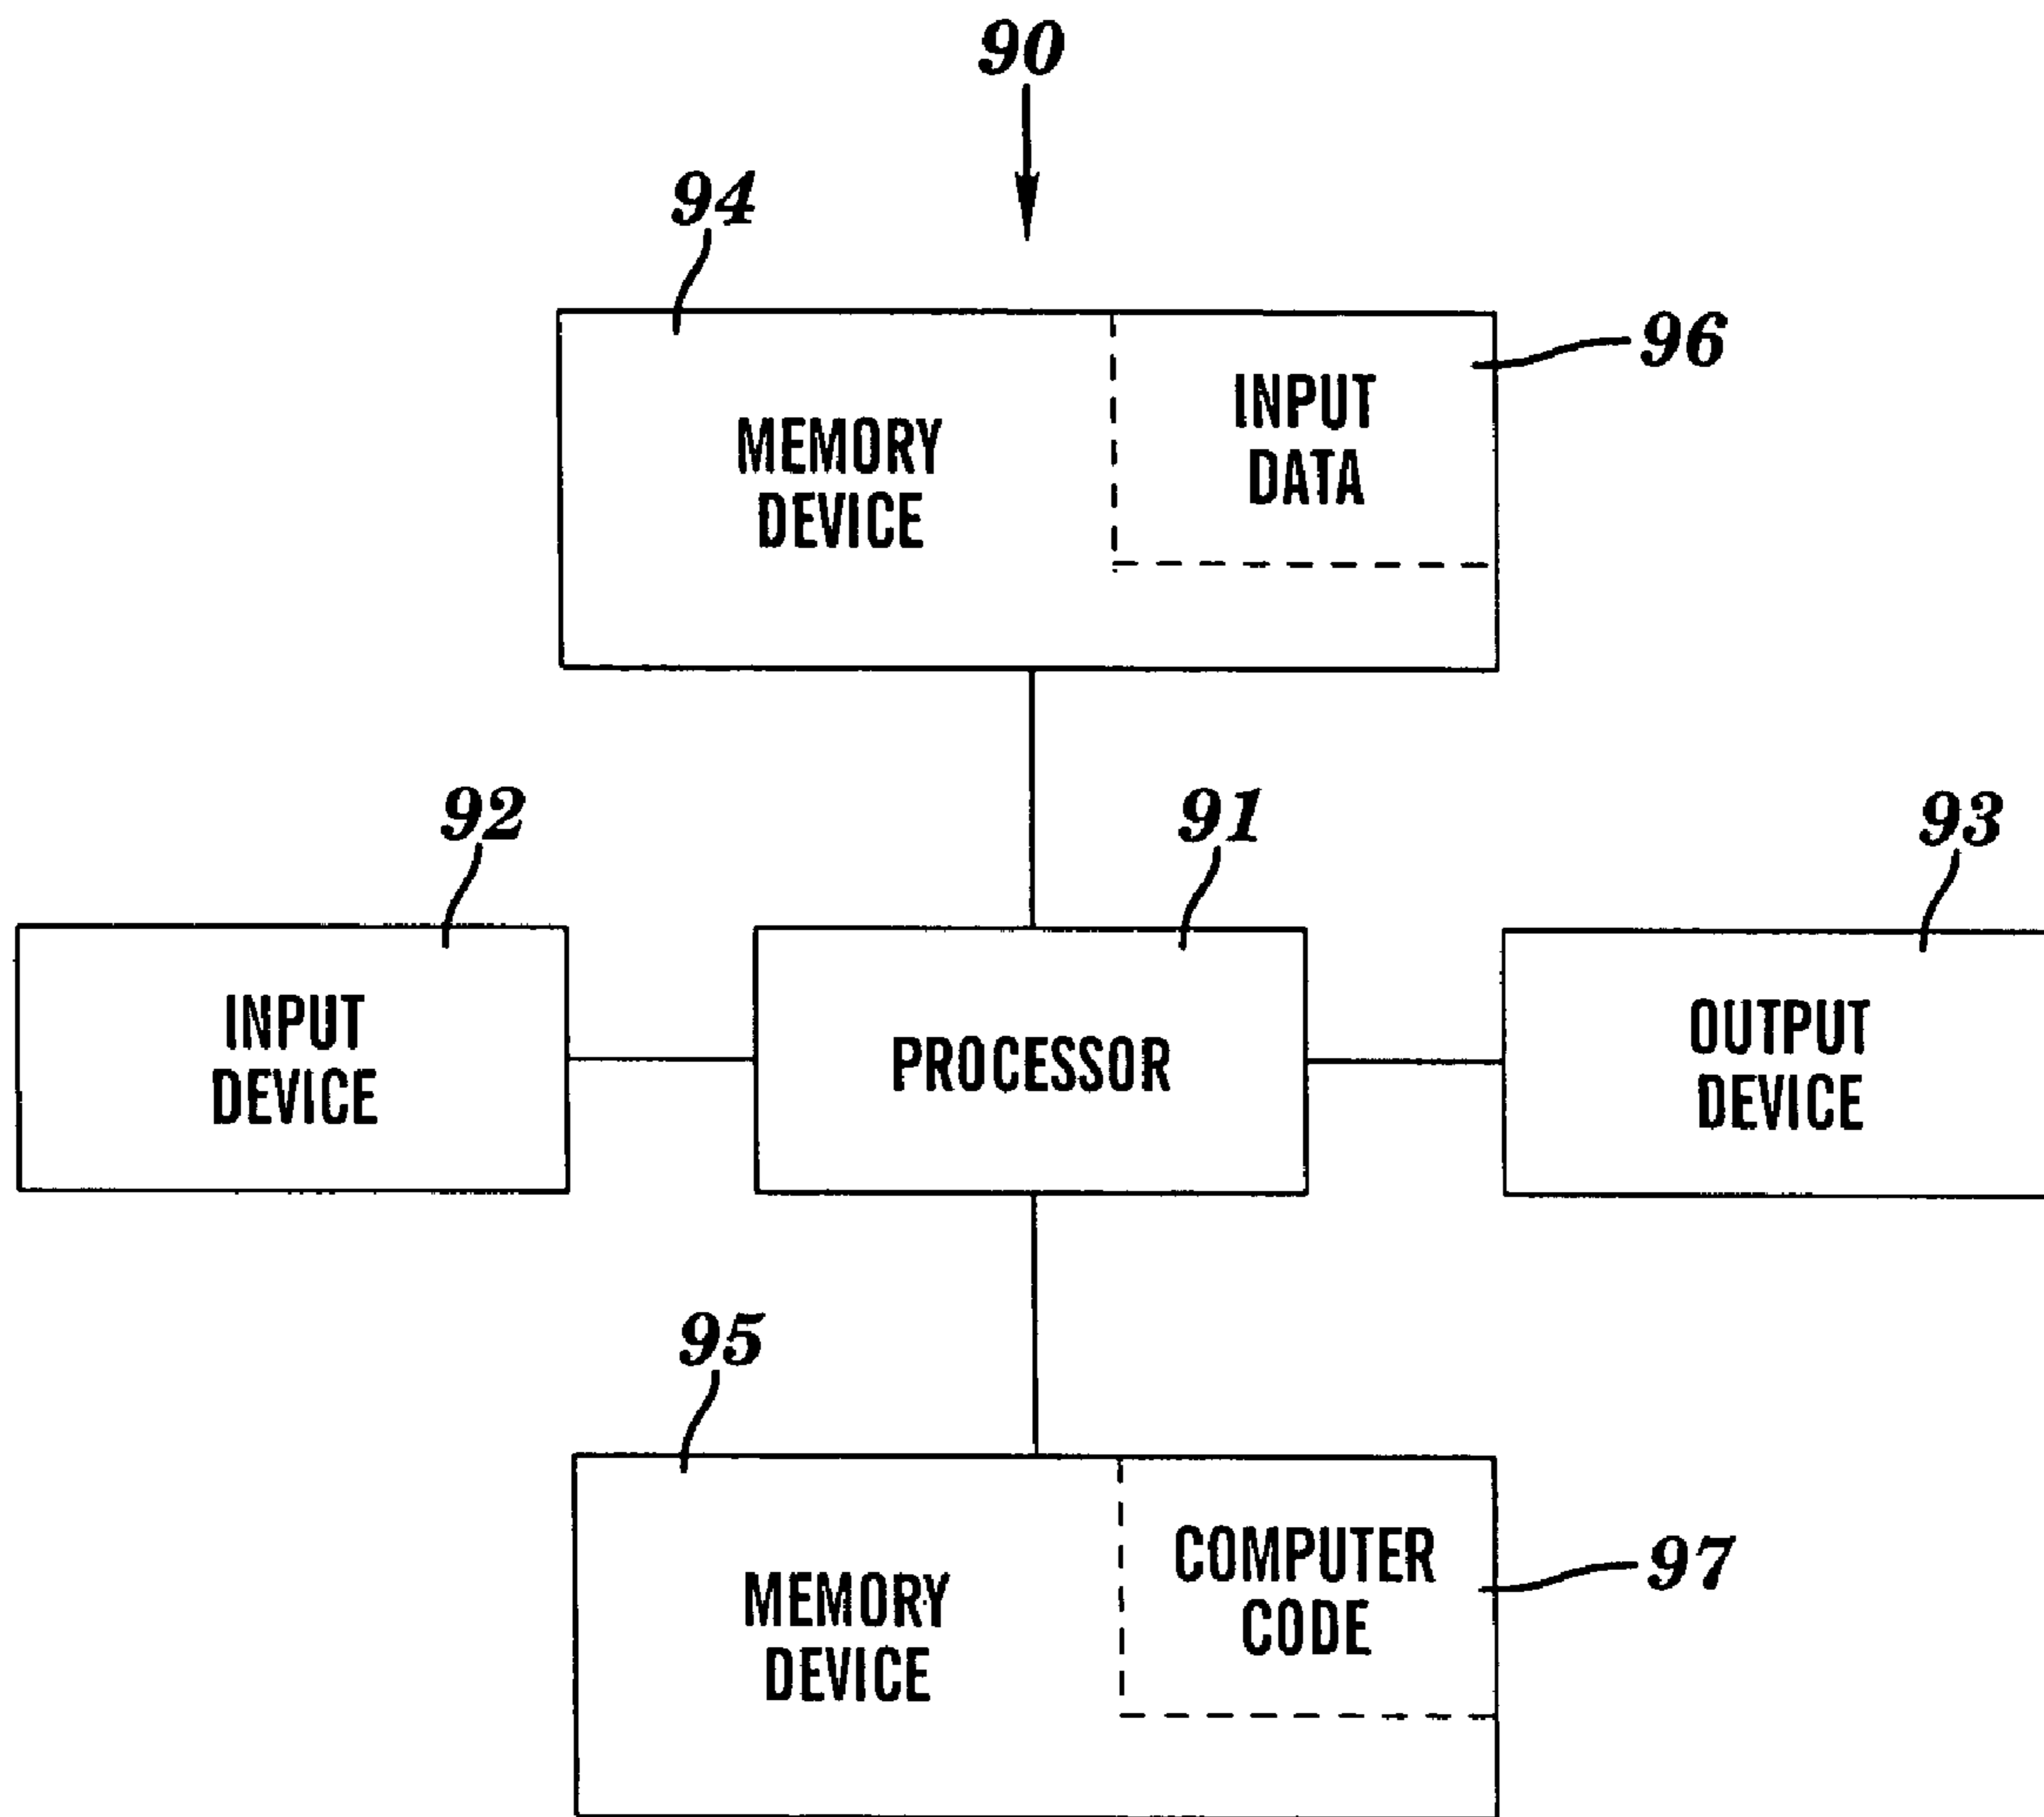 90
94
96
MEMORY
DEVICE
INPUT
DATA
92
91
93
INPUT
DEVICE
PROCESSOR
OUTPUT
DEVICE
95
97
MEMORY
DEVICE
COMPUTER
CODE